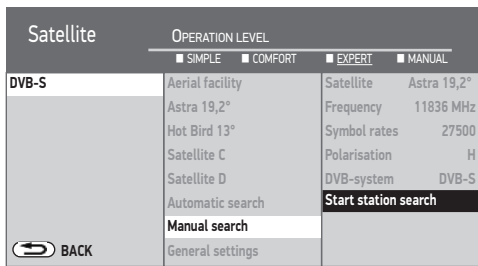 Satellite
OPERATION LEVEL
SIMPLE COMFORT EXPERT MANUAL
DVB-S
Aerial facility
Astra 19,2°
Hot Bird 13°
Satellite C
Satellite D
Automatic search
Manual search
General settings
Satellite Astra 19,2°
Frequency 11836 MHz
Symbol rates 27500
Polarisation H
DVB-system DVB-S
Start station search
BACK